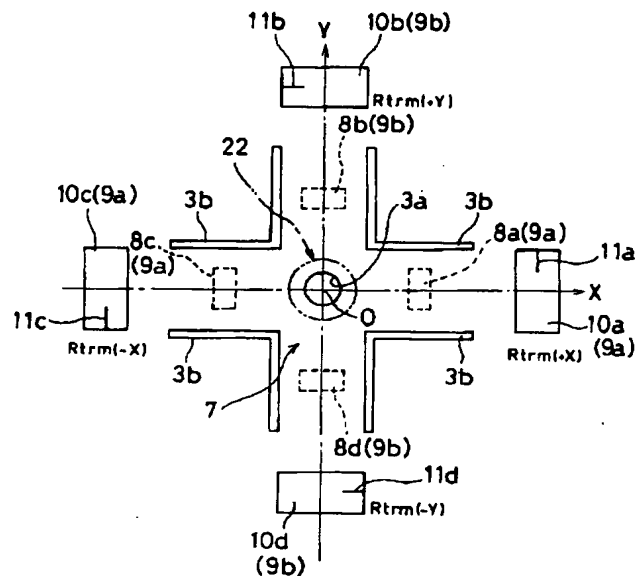 11b
Y
10b(9b)
Rtrm(+Y)
8b(9b)
22
10c(9a)
3b
8c
(9a)
3a
3b
8a(9a)
11a
X
O
11c
10a
(9a)
Rtrm(-X)
3b
3b
Rtrm(+X)
7
8d(9b)
11d
Rtrm(-Y)
10d
(9b)